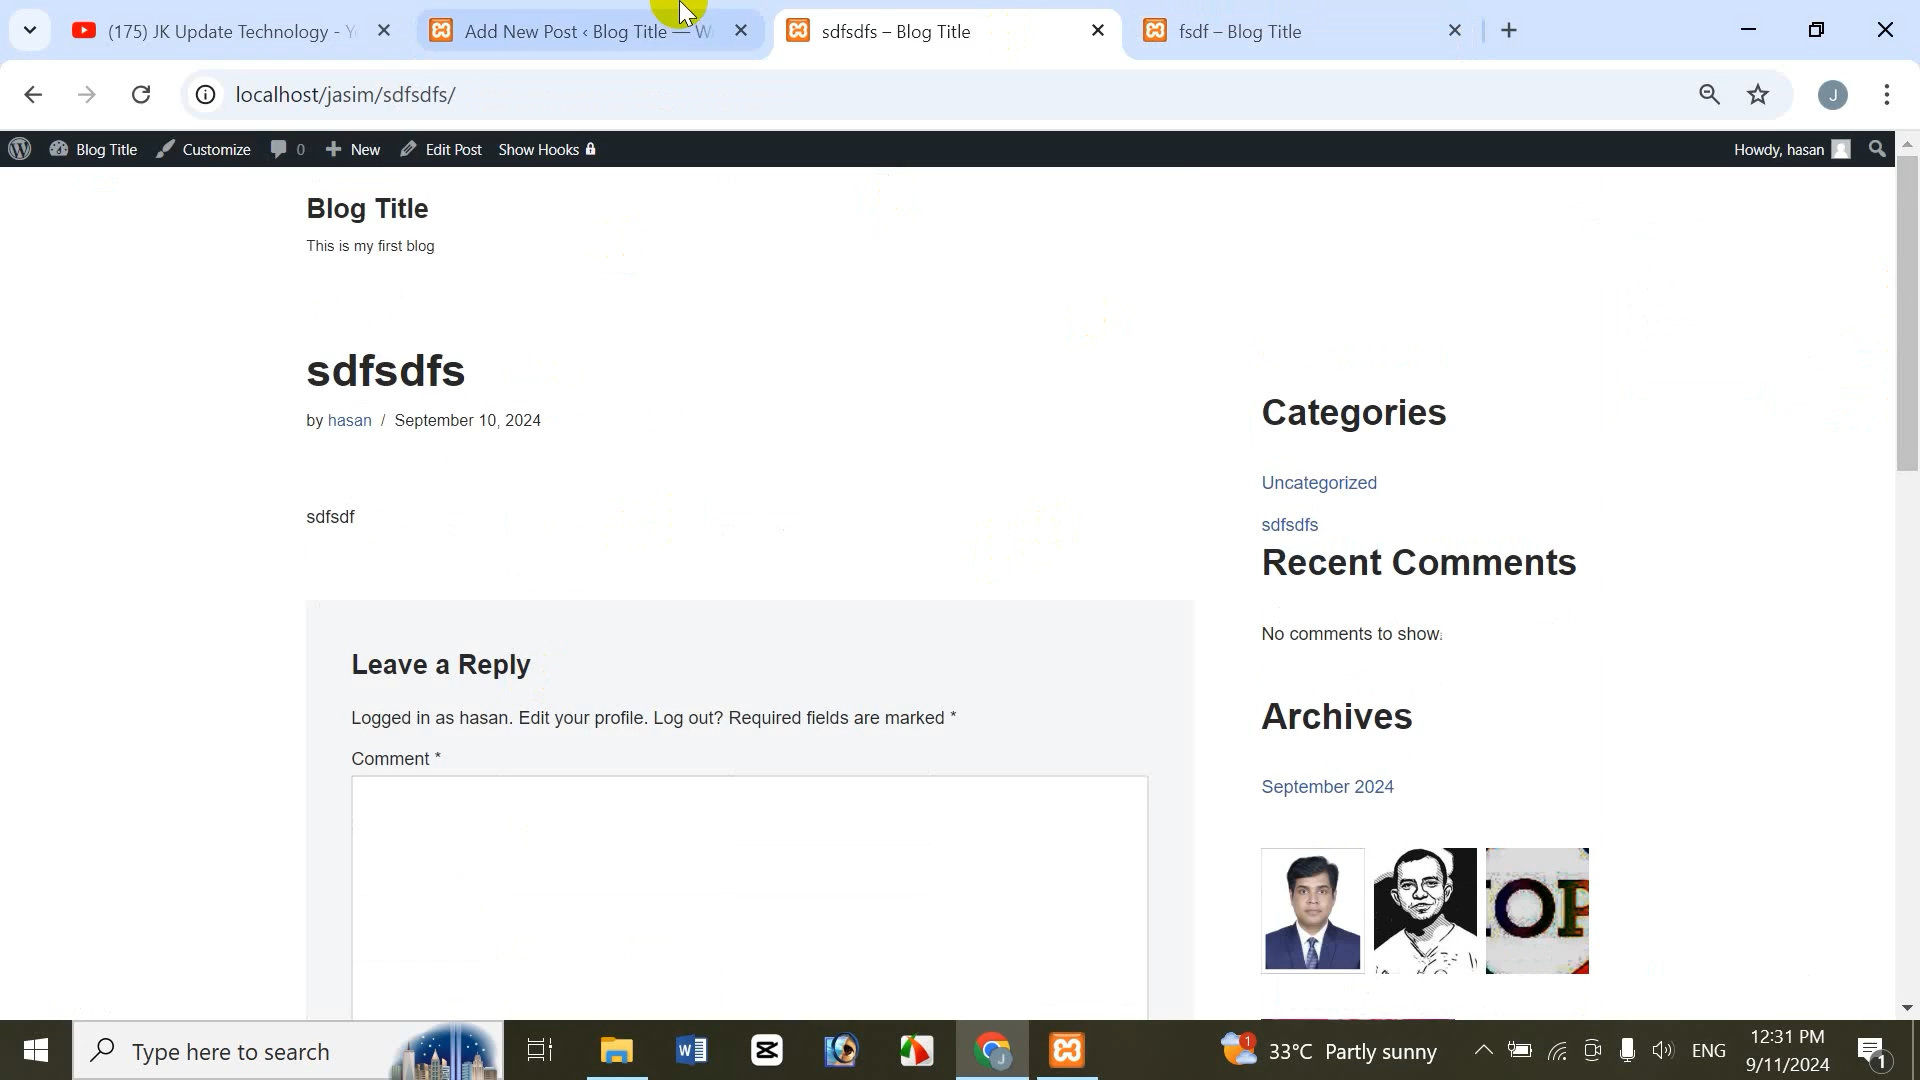 (175) JK Update Technology - Y
Add New Post ‹ Blog Title — W
sdfsdfs – Blog Title
fsdf – Blog Title
localhost/jasim/sdfsdfs/
J
Blog Title
Customize
0
New
Edit Post
Show Hooks
Howdy, hasan
Blog Title
This is my first blog
sdfsdfs
by hasan / September 10, 2024
sdfsdf
Leave a Reply
Logged in as hasan. Edit your profile. Log out? Required fields are marked *
Comment *
Categories
Uncategorized
sdfsdfs
Recent Comments
No comments to show.
Archives
September 2024
OP
Type here to search
J
1
33°C Partly sunny
ENG
12:31 PM
9/11/2024
1